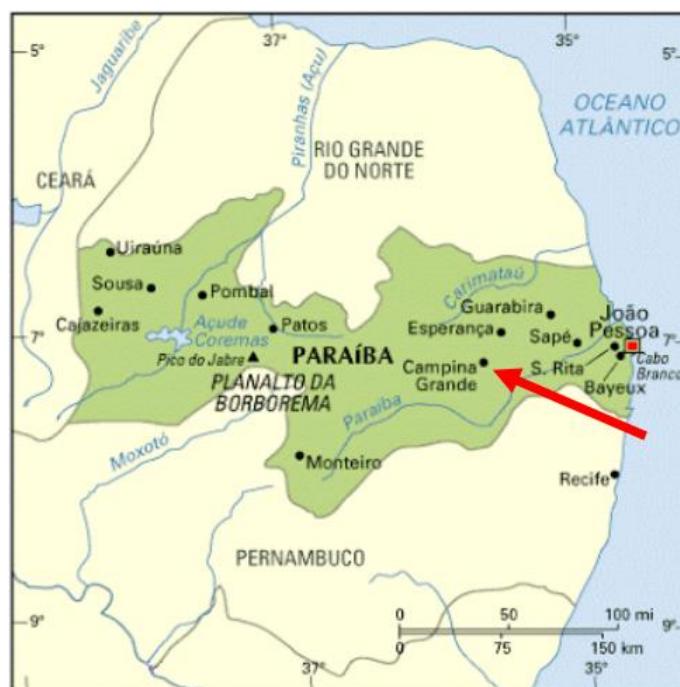 37°
35°
5°
5°
Jaguaribe
Piranhas (Açu)
OCEANO
ATLÂNTICO
RIO GRANDE
DO NORTE
CEARÁ
Uiraúna
Sousa
Pombal
Cajazeiras
Açude
Coremas
Patos
Pico do Jabre
PARAÍBA
PLANALTO DA
BORBOREMA
Carimataú
Guarabira
Esperança
Sapé
João
Pessoa
7°
7°
Campina
Grande
S. Rita
Cabo
Branco
Bayeux
Paraíba
Moxotó
Monteiro
Recife
PERNAMBUCO
0 50 100 mi
0 75 150 km
9°
9°
37°
35°